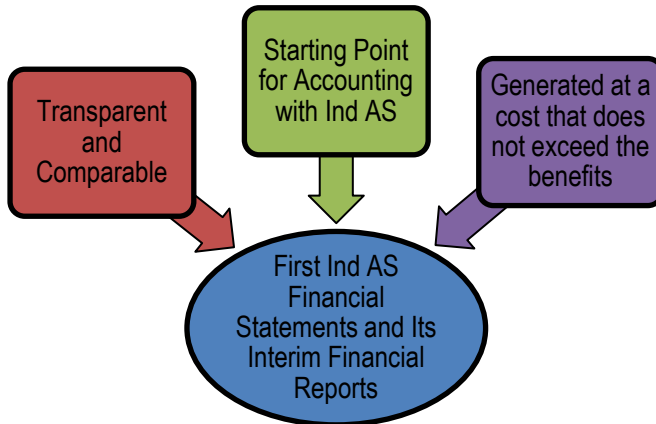 Transparent
and
Comparable
Starting Point
for Accounting
with Ind AS
Generated at a
cost that does
not exceed the
benefits
First Ind AS
Financial
Statements and Its
Interim Financial
Reports